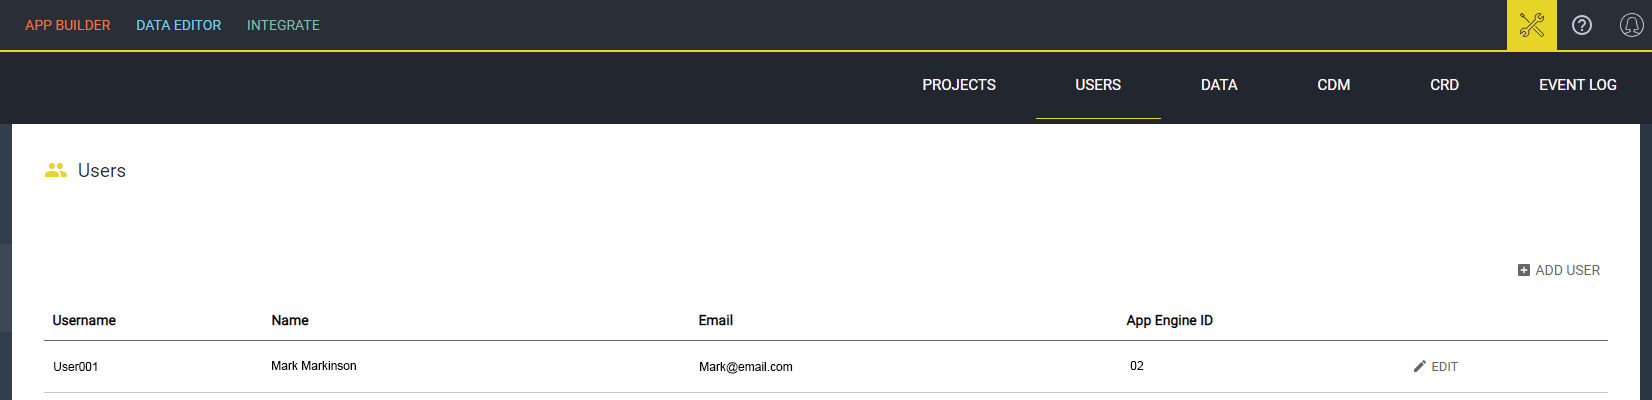 APP BUILDER DATA EDITOR INTEGRATE
PROJECTS USERS DATA CDM CRD EVENT LOG
Users
ADD USER
Username Name Email App Engine ID
User001 Mark Markinson Mark@email.com 02 EDIT